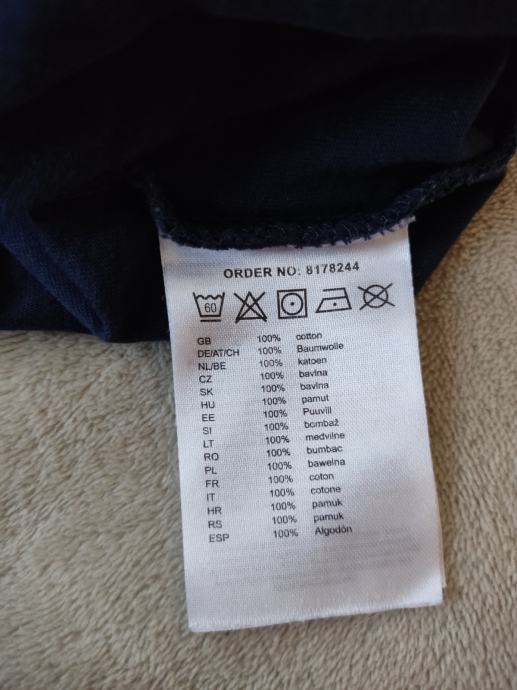 ORDER NO: 8178244
60
GB 100% cotton
DE/AT/CH 100% Baumwolle
NL/BE 100% katoen
CZ 100% bavlna
SK 100% bavlna
HU 100% pamut
EE 100% Puuvill
SI 100% bombaž
LT 100% medvilne
RO 100% bumbac
PL 100% bawelna
FR 100% coton
IT 100% cotone
HR 100% pamuk
RS 100% pamuk
ESP 100% Algodón